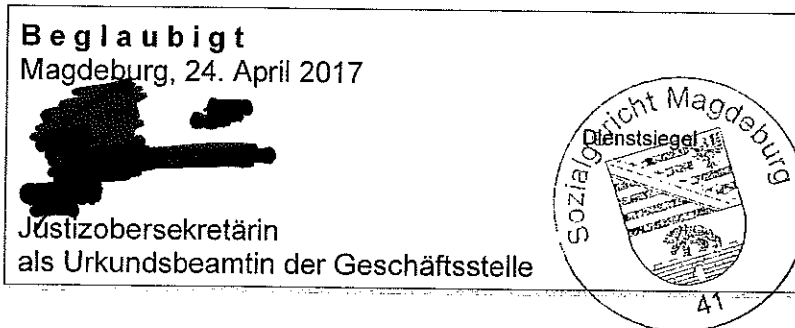 Beglaubigt
Magdeburg, 24. April 2017
Justizobersekretärin
als Urkundsbeamtin der Geschäftsstelle
Sozialgericht Magdeburg
Dienstsiegel
41